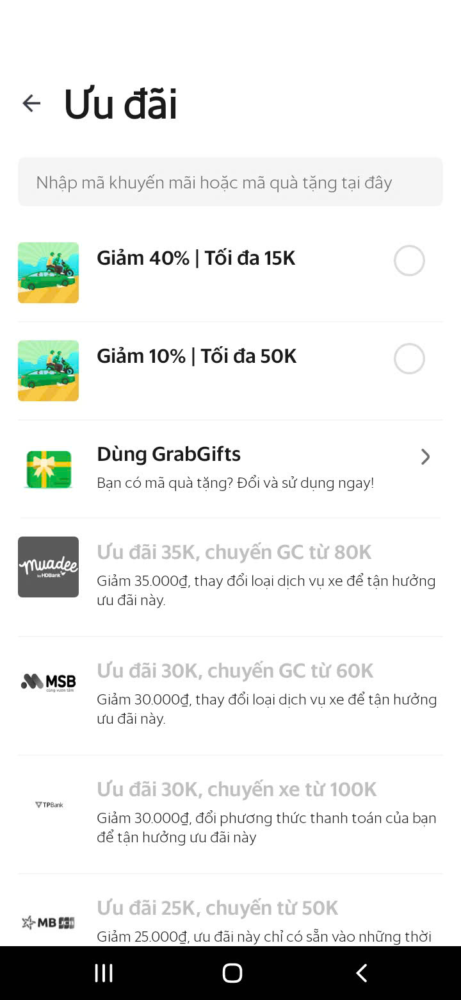 Ưu đãi
Nhập mã khuyến mãi hoặc mã quà tặng tại đây
Giảm 40% | Tối đa 15K
Giảm 10% | Tối đa 50K
Dùng GrabGifts
Bạn có mã quà tặng? Đổi và sử dụng ngay!
muadee
by HDBank
Ưu đãi 35K, chuyến GC từ 80K
Giảm 35.000₫, thay đổi loại dịch vụ xe để tận hưởng
ưu đãi này.
MSB
cùng vươn tầm
Ưu đãi 30K, chuyến GC từ 60K
Giảm 30.000₫, thay đổi loại dịch vụ xe để tận hưởng
ưu đãi này.
TPBank
Ưu đãi 30K, chuyến xe từ 100K
Giảm 30.000₫, đổi phương thức thanh toán của bạn
để tận hưởng ưu đãi này
MB JCB
Ưu đãi 25K, chuyến từ 50K
Giảm 25.000₫, ưu đãi này chỉ có sẵn vào những thời